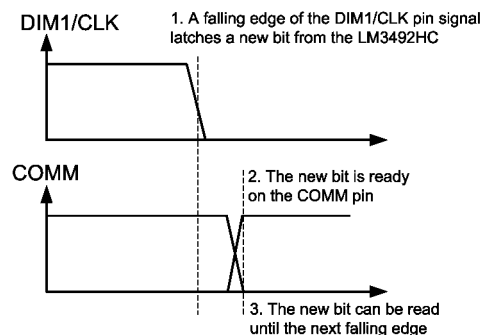 DIM1/CLK
1. A falling edge of the DIM1/CLK pin signal
latches a new bit from the LM3492HC
COMM
2. The new bit is ready
on the COMM pin
3. The new bit can be read
until the next falling edge